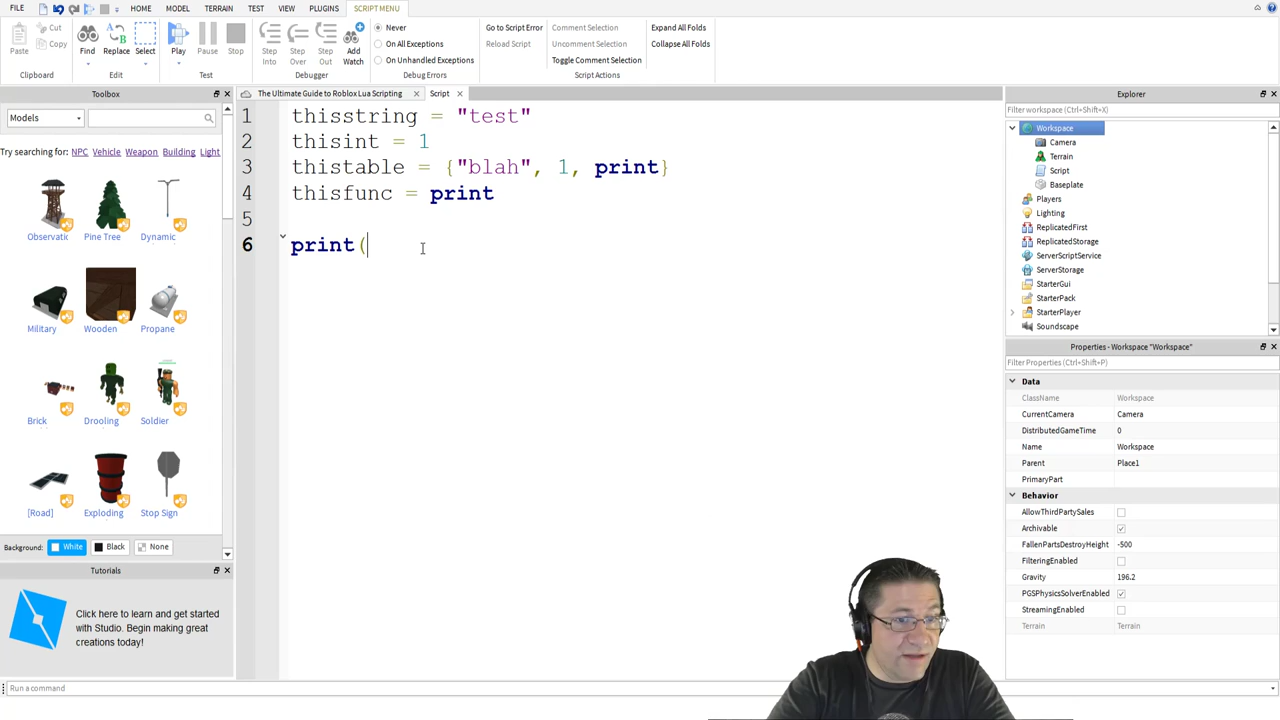 FILE HOME MODEL TERRAIN TEST VIEW PLUGINS SCRIPT MENU
Paste
Cut
Copy
Clipboard
Find
Replace
Select
Edit
Play
Pause
Stop
Test
Step Into
Step Over
Step Out
Add Watch
Debugger
Never
On All Exceptions
On Unhandled Exceptions
Debug Errors
Go to Script Error
Reload Script
Comment Selection
Uncomment Selection
Toggle Comment Selection
Script Actions
Expand All Folds
Collapse All Folds
Toolbox
Models
Try searching for: NPC Vehicle Weapon Building Light
Observatic Pine Tree Dynamic
Military Wooden Propane
Brick Drooling Soldier
[Road] Exploding Stop Sign
Background: White Black None
Tutorials
Click here to learn and get started
with Studio. Begin making great
creations today!
The Ultimate Guide to Roblox Lua Scripting
Script
1 thisstring = "test"
2 thisint = 1
3 thistable = {"blah", 1, print}
4 thisfunc = print
5
6 print(
Explorer
Filter workspace (Ctrl+Shift+X)
Workspace
Camera
Terrain
Script
Baseplate
Players
Lighting
ReplicatedFirst
ReplicatedStorage
ServerScriptService
ServerStorage
StarterGui
StarterPack
StarterPlayer
Soundscape
Properties - Workspace "Workspace"
Filter Properties (Ctrl+Shift+P)
Data
ClassName Workspace
CurrentCamera Camera
DistributedGameTime 0
Name Workspace
Parent Place1
PrimaryPart
Behavior
AllowThirdPartySales
Archivable
FallenPartsDestroyHeight -500
FilteringEnabled
Gravity 196.2
PGSPhysicsSolverEnabled
StreamingEnabled
Terrain Terrain
Run a command